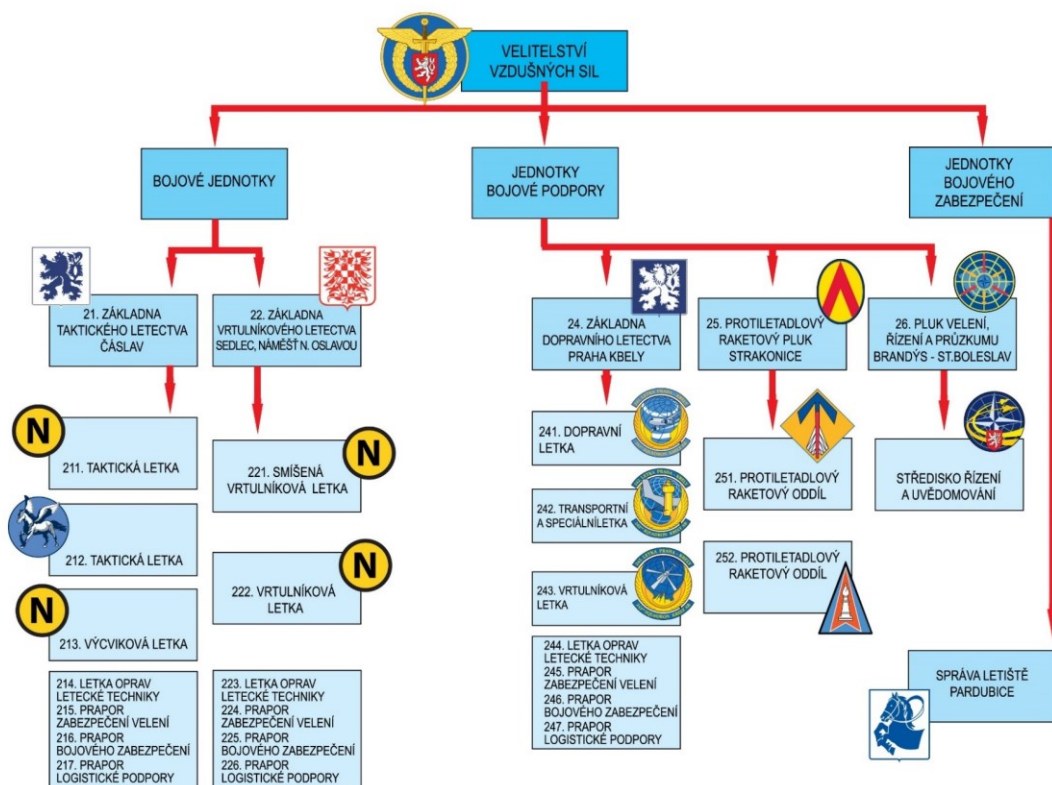 VELITELSTVÍ
VZDUŠNÝCH SIL
BOJOVÉ JEDNOTKY
JEDNOTKY
BOJOVÉ PODPORY
JEDNOTKY
BOJOVÉHO
ZABEZPEČENÍ
21. ZÁKLADNA
TAKTICKÉHO LETECTVA
ČÁSLAV
22. ZÁKLADNA
VRTULNÍKOVÉHO LETECTVA
SEDLEC, NÁMĚŠŤ N. OSLAVOU
24. ZÁKLADNA
DOPRAVNÍHO LETECTVA
PRAHA KBELY
25. PROTILETADLOVÝ
RAKETOVÝ PLUK
STRAKONICE
26. PLUK VELENÍ,
ŘÍZENÍ A PRŮZKUMU
BRANDÝS - ST.BOLESLAV
N
211. TAKTICKÁ LETKA
212. TAKTICKÁ LETKA
N
213. VÝCVIKOVÁ LETKA
214. LETKA OPRAV
LETECKÉ TECHNIKY
215. PRAPOR
ZABEZPEČENÍ VELENÍ
216. PRAPOR
BOJOVÉHO ZABEZPEČENÍ
217. PRAPOR
LOGISTICKÉ PODPORY
N
221. SMÍŠENÁ
VRTULNÍKOVÁ LETKA
N
222. VRTULNÍKOVÁ
LETKA
223. LETKA OPRAV
LETECKÉ TECHNIKY
224. PRAPOR
ZABEZPEČENÍ VELENÍ
225. PRAPOR
BOJOVÉHO ZABEZPEČENÍ
226. PRAPOR
LOGISTICKÉ PODPORY
241. DOPRAVNÍ
LETKA
242. TRANSPORTNÍ
A SPECIÁLNÍLETKA
243. VRTULNÍKOVÁ
LETKA
244. LETKA OPRAV
LETECKÉ TECHNIKY
245. PRAPOR
ZABEZPEČENÍ VELENÍ
246. PRAPOR
BOJOVÉHO ZABEZPEČENÍ
247. PRAPOR
LOGISTICKÉ PODPORY
251. PROTILETADLOVÝ
RAKETOVÝ ODDÍL
252. PROTILETADLOVÝ
RAKETOVÝ ODDÍL
STŘEDISKO ŘÍZENÍ
A UVĚDOMOVÁNÍ
SPRÁVA LETIŠTĚ
PARDUBICE